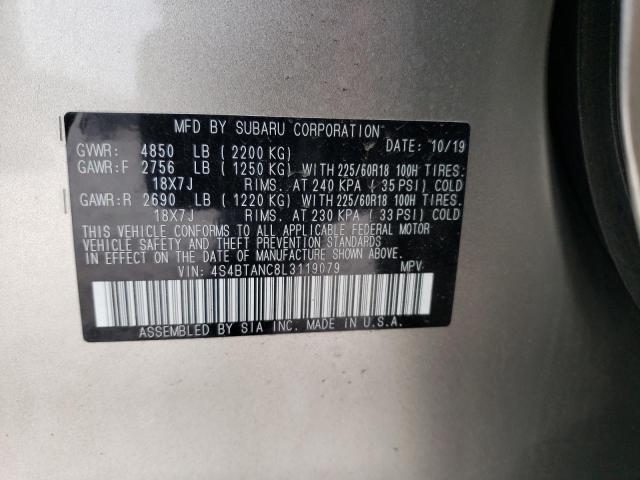 MFD BY SUBARU CORPORATION DATE: 10/19
GVWR: 4850 LB (2200 KG)
GAWR:F 2756 LB (1250 KG) WITH 225/60R18 100H TIRES.
18X7J RIMS. AT 240 KPA (35 PSI) COLD
GAWR:R 2690 LB (1220 KG) WITH 225/60R18 100H TIRES.
18X7J RIMS. AT 230 KPA (33 PSI) COLD
THIS VEHICLE CONFORMS TO ALL APPLICABLE FEDERAL MOTOR
VEHICLE SAFETY AND THEFT PREVENTION STANDARDS
IN EFFECT ON THE DATE OF MANUFACTURE SHOWN ABOVE.
VIN: 4S4BTANC8L3119079 MPV
ASSEMBLED BY SIA INC. MADE IN U.S.A.